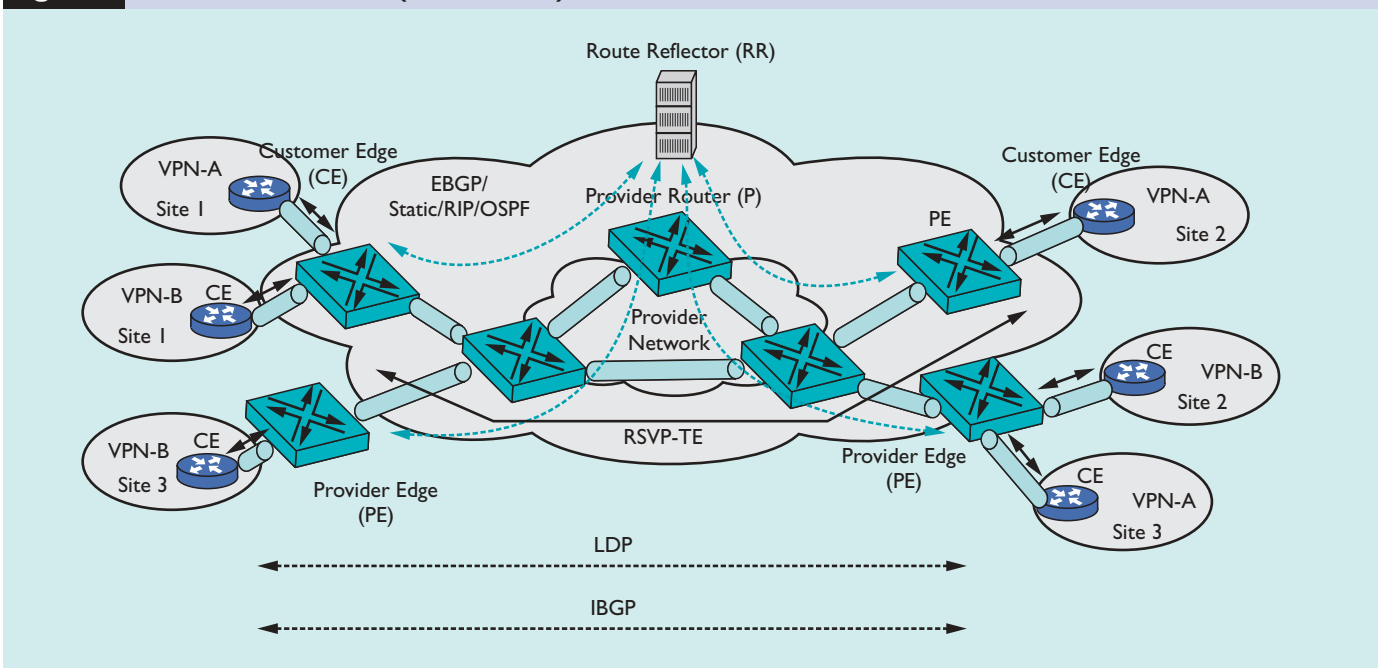 Route Reflector (RR)
VPN-A
Site 1
Customer Edge
(CE)
EBGP/
Static/RIP/OSPF
Provider Router (P)
PE
Customer Edge
(CE)
VPN-A
Site 2
VPN-B
CE
Site 1
Provider
Network
CE
VPN-B
Site 2
VPN-B
CE
Site 3
RSVP-TE
Provider Edge
(PE)
Provider Edge
(PE)
CE
VPN-A
Site 3
LDP
IBGP